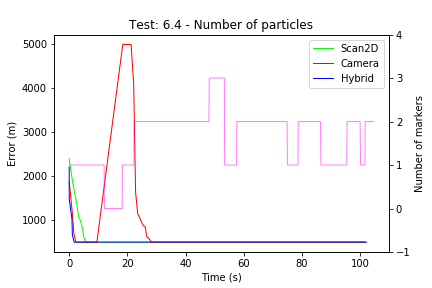 Test: 6.4 - Number of particles
Scan2D
Camera
Hybrid
Error (m)
5000
4000
3000
2000
1000
4
3
2
1
0
−1
Number of markers
0
20
40
60
80
100
Time (s)